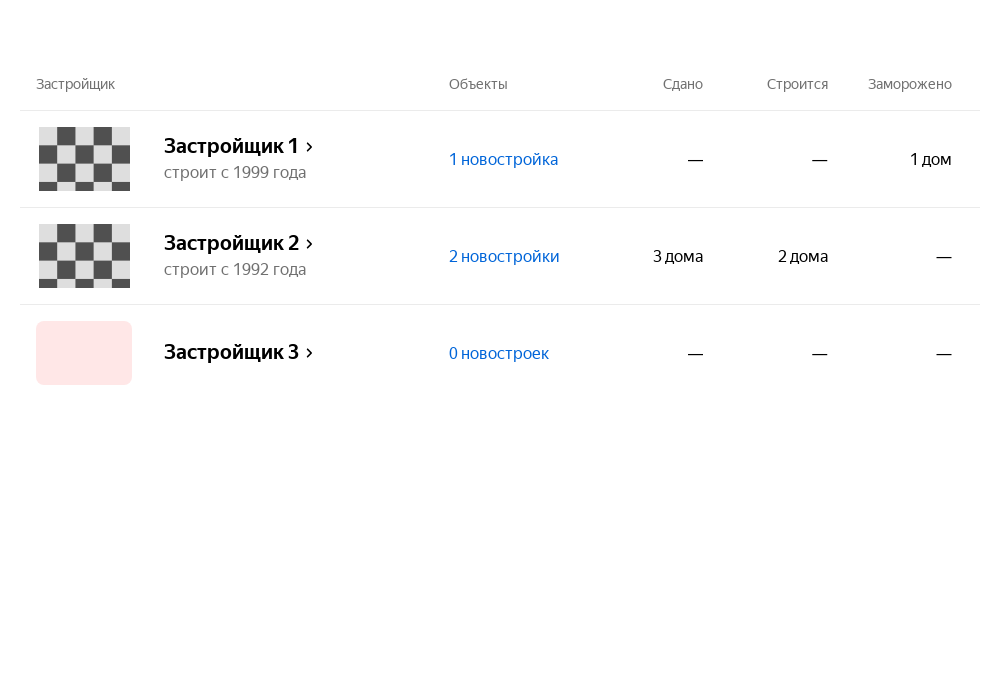 Застройщик Объекты Сдано Строится Заморожено
Застройщик 1 ›
строит с 1999 года
1 новостройка — — 1 дом
Застройщик 2 ›
строит с 1992 года
2 новостройки 3 дома 2 дома —
Застройщик 3 ›
0 новостроек — — —